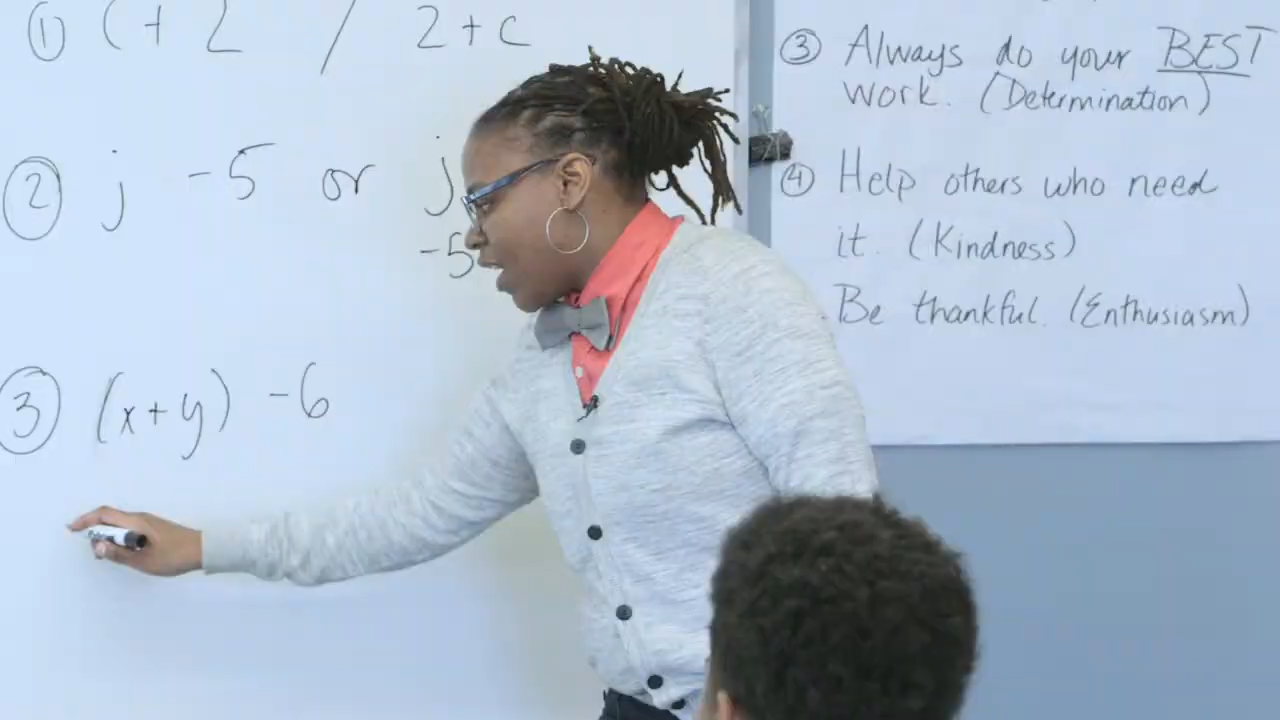 ① C + 2 / 2 + c
② j -5 or j
-5
③ (x+y) -6
③ Always do your BEST
work. (Determination)
④ Help others who need
it. (Kindness)
Be thankful. (Enthusiasm)